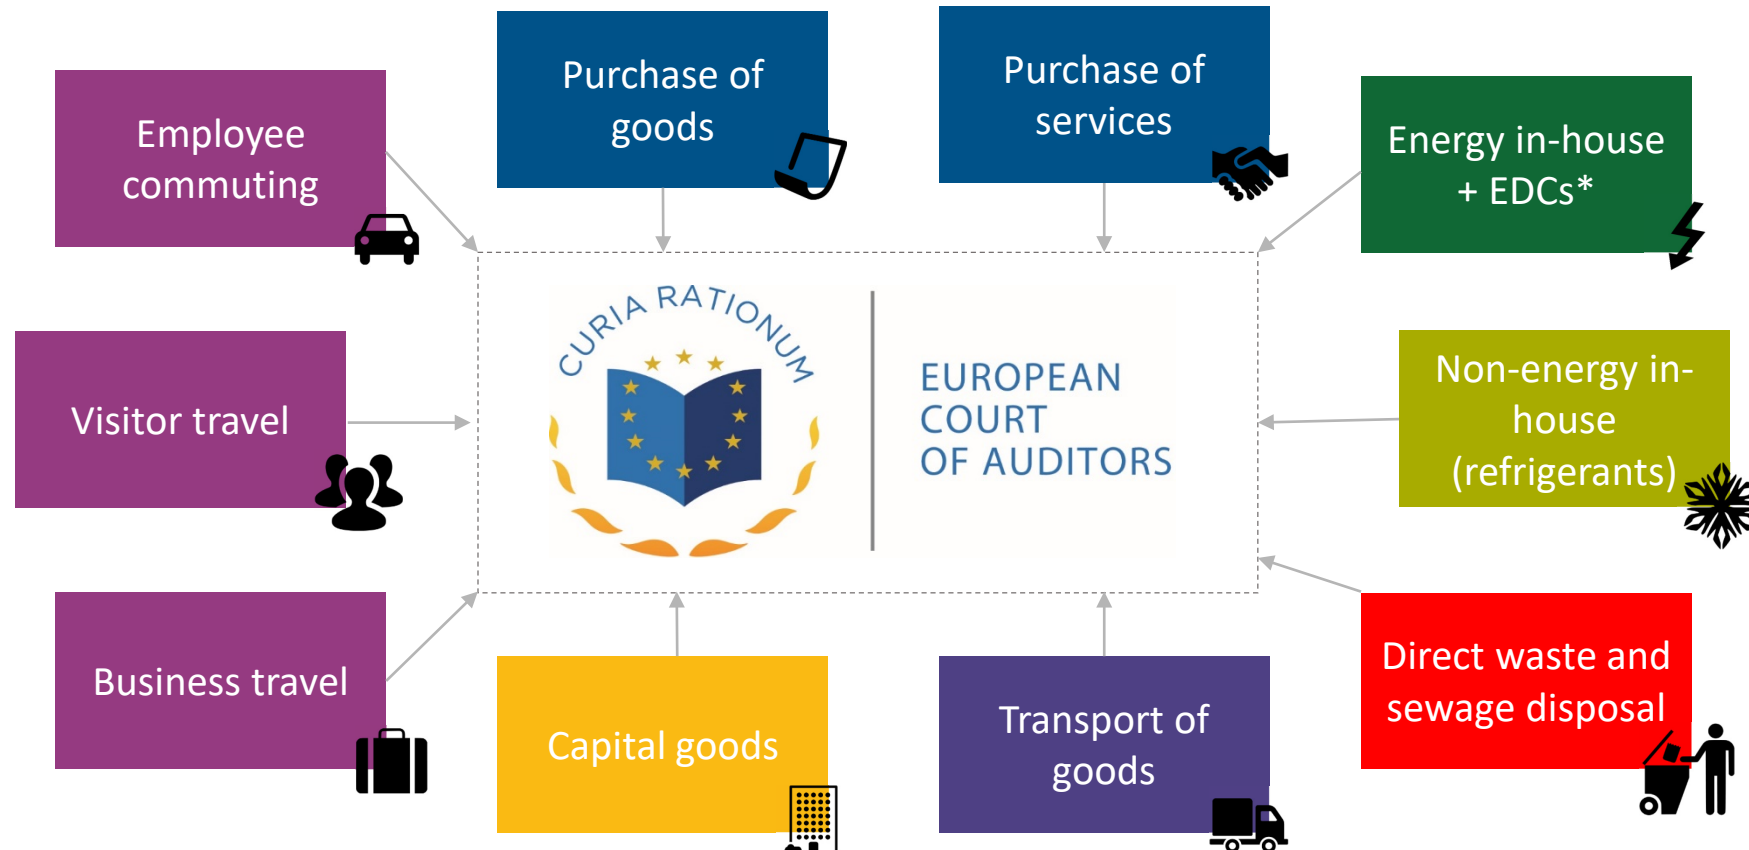 Purchase of
goods
Purchase of
services
Employee
commuting
Energy in-house
+ EDCs*
CURIA RATIONUM
EUROPEAN
COURT
OF AUDITORS
Visitor travel
Non-energy in-
house
(refrigerants)
Business travel
Capital goods
Transport of
goods
Direct waste and
sewage disposal